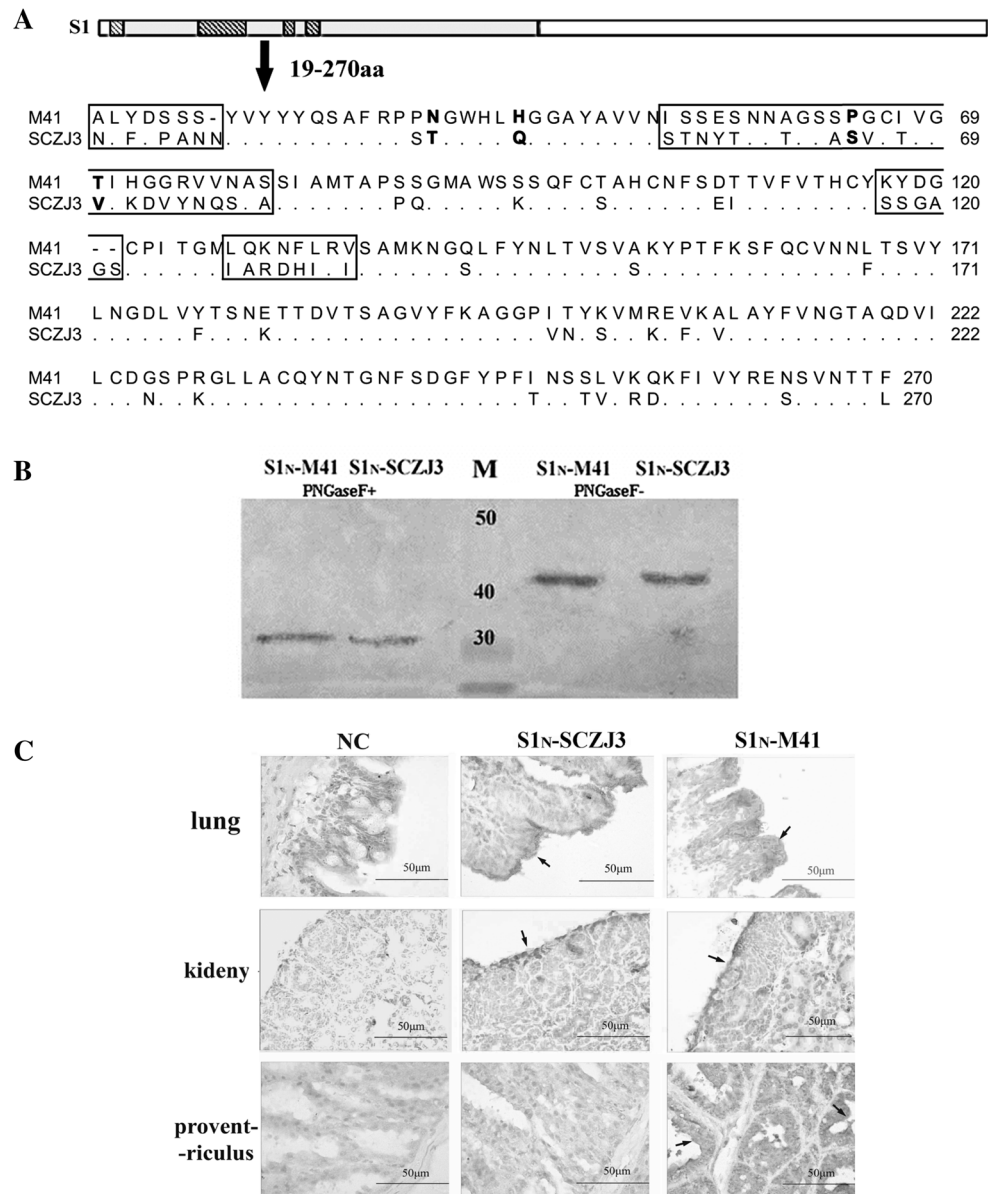 A
S1
19-270aa
M41 ALYDSSS-YVYYYQSAFRPPNGWHLHGGAYAVVNISSESNNAGSSPGCIVG 69
SCZJ3 N.F.PANN..........ST....Q........STNYT..T..ASV.T.. 69
M41 TIHGGRVVNASSIAMTAPSSGMAWSSSQFCTAHCNFSDTTVFVTHCYKYDG 120
SCZJ3 V.KDVYNQS.A.......PQ.....K....S......EI........SSGA 120
M41 --CPITGMLQKNFLRVSAMKNGQLFYNLTVSVAKYPTFKSFQCVNNLTSVY 171
SCZJ3 GS......IARDHI.I......S.........S.............F.... 171
M41 LNGDLVYTSNETTDVTSAGVYFKAGGPITYKVMREVKALAYFVNGTAQDVI 222
SCZJ3 ......F...K................VN.S..K.F.V............. 222
M41 LCDGSPRGLLACQYNTGNFSDGFYPFINSSLVKQKFIVYRENSVNTTF 270
SCZJ3 ...N..K...................T..TV.RD.......S.....L 270
B
S1N-M41 S1N-SCZJ3 M S1N-M41 S1N-SCZJ3
PNGaseF+ PNGaseF-
50
40
30
C
NC S1N-SCZJ3 S1N-M41
lung
50μm 50μm 50μm
kideny
50μm 50μm 50μm
provent-
-riculus
50μm 50μm 50μm